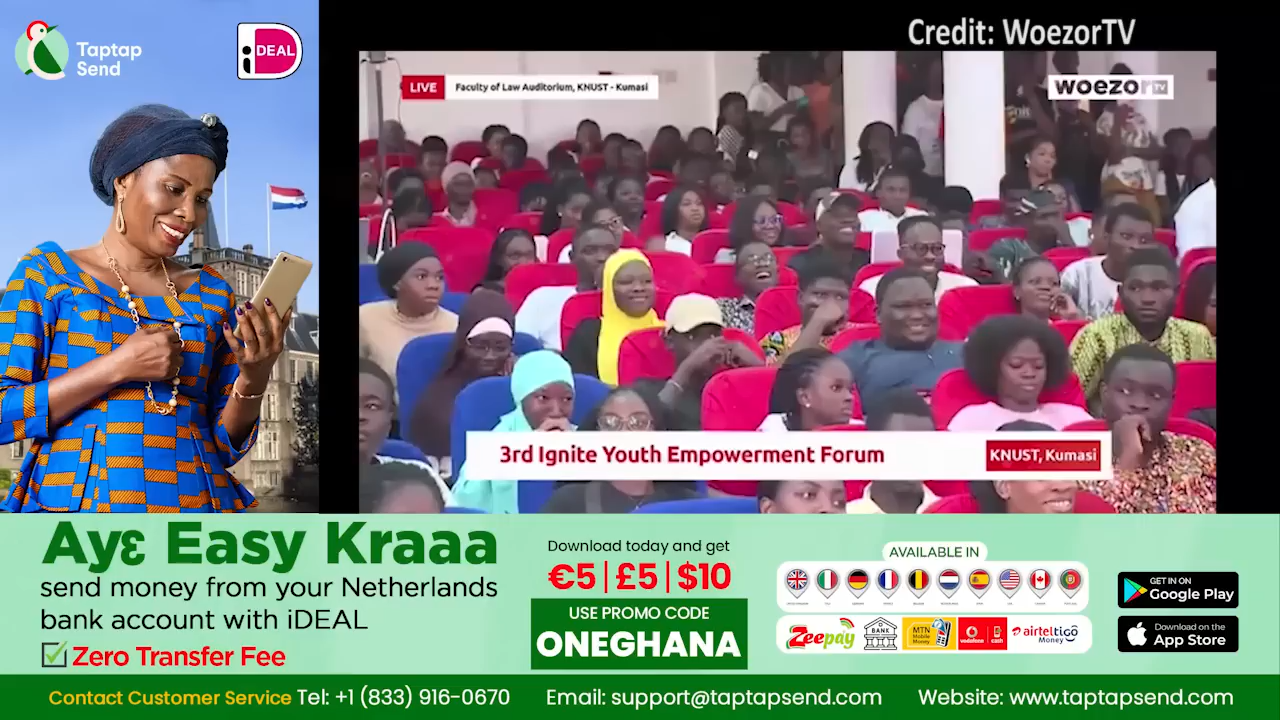 Taptap
Send
iDEAL
Credit: WoezorTV
LIVE
Faculty of Law Auditorium, KNUST - Kumasi
woezorTV
3rd Ignite Youth Empowerment Forum
KNUST, Kumasi
Ayɛ Easy Kraaa
send money from your Netherlands
bank account with iDEAL
Zero Transfer Fee
Download today and get
€5 | £5 | $10
USE PROMO CODE
ONEGHANA
AVAILABLE IN
Zeepay
BANK
MTN
Mobile
Money
vodafone
cash
airteltigo
Money
GET IN ON
Google Play
Download on the
App Store
Contact Customer Service Tel: +1 (833) 916-0670
Email: support@taptapsend.com
Website: www.taptapsend.com